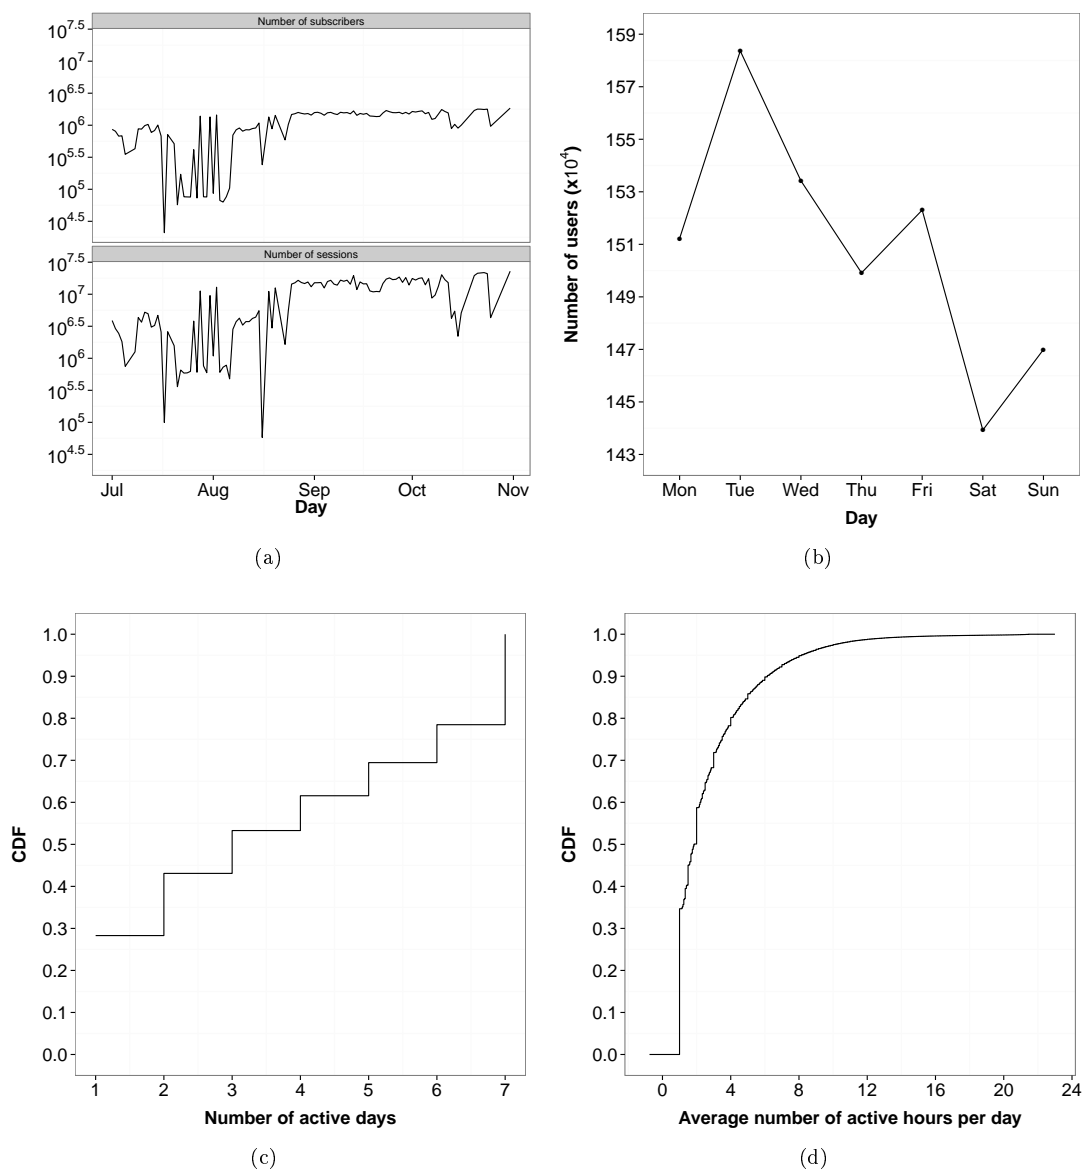 Number of subscribers
10^7.5
10^7
10^6.5
10^6
10^5.5
10^5
10^4.5
Number of sessions
10^7.5
10^7
10^6.5
10^6
10^5.5
10^5
10^4.5
Jul Aug Sep Oct Nov
Day
(a)
Number of users (x10^4)
159
157
155
153
151
149
147
145
143
Mon Tue Wed Thu Fri Sat Sun
Day
(b)
CDF
1.0
0.9
0.8
0.7
0.6
0.5
0.4
0.3
0.2
0.1
0.0
1 2 3 4 5 6 7
Number of active days
(c)
CDF
1.0
0.9
0.8
0.7
0.6
0.5
0.4
0.3
0.2
0.1
0.0
0 4 8 12 16 20 24
Average number of active hours per day
(d)